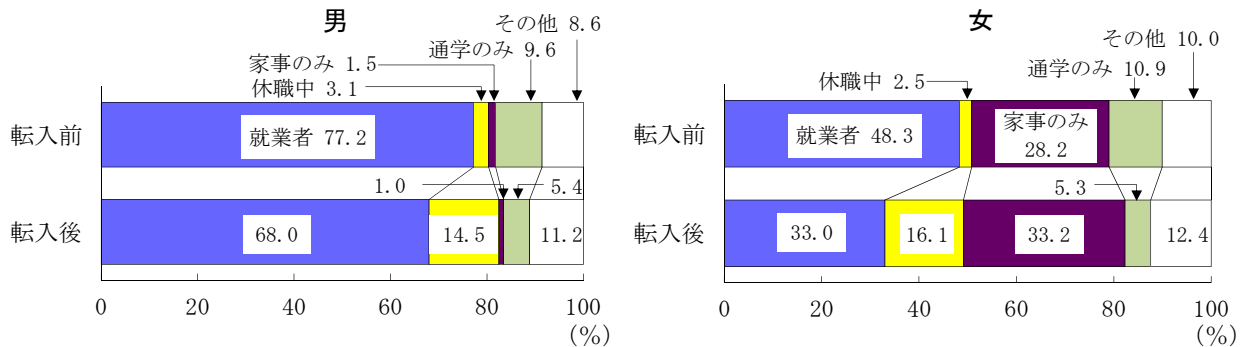 男
その他 8.6
通学のみ 9.6
家事のみ 1.5
休職中 3.1
転入前
就業者 77.2
1.0
5.4
転入後
68.0
14.5
11.2
0
20
40
60
80
100
(%)
女
その他 10.0
通学のみ 10.9
休職中 2.5
転入前
就業者 48.3
家事のみ
28.2
5.3
転入後
33.0
16.1
33.2
12.4
0
20
40
60
80
100
(%)